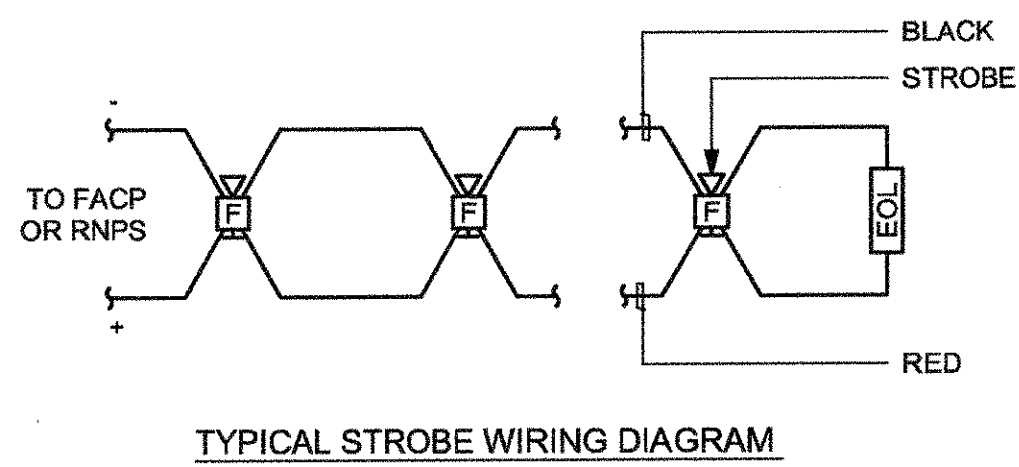 BLACK
STROBE
-
TO FACP
OR RNPS
F
F
F
EOL
+
RED
TYPICAL STROBE WIRING DIAGRAM